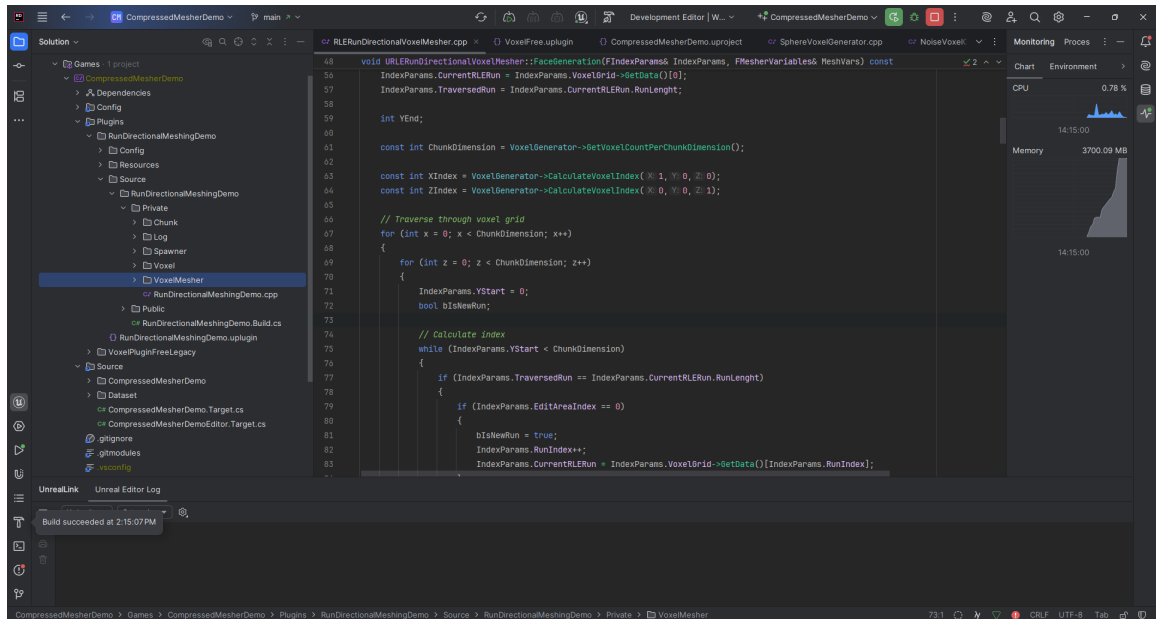 CM CompressedMesherDemo main Development Editor | W... CompressedMesherDemo
Solution
RLERunDirectionalVoxelMesher.cpp VoxelFree.uplugin CompressedMesherDemo.uproject SphereVoxelGenerator.cpp NoiseVoxel
Monitoring Proces
Games · 1 project
CompressedMesherDemo
Dependencies
Config
Plugins
RunDirectionalMeshingDemo
Config
Resources
Source
RunDirectionalMeshingDemo
Private
Chunk
Log
Spawner
Voxel
VoxelMesher
RunDirectionalMeshingDemo.cpp
Public
RunDirectionalMeshingDemo.Build.cs
RunDirectionalMeshingDemo.uplugin
VoxelPluginFreeLegacy
Source
CompressedMesherDemo
Dataset
CompressedMesherDemo.Target.cs
CompressedMesherDemoEditor.Target.cs
.gitignore
.gitmodules
.vsconfig
48 void URLERunDirectionalVoxelMesher::FaceGeneration(FIndexParams& IndexParams, FMesherVariables& MeshVars) const 2
56 IndexParams.CurrentRLERun = IndexParams.VoxelGrid->GetData()[0];
57 IndexParams.TraversedRun = IndexParams.CurrentRLERun.RunLenght;
58
59 int YEnd;
60
61 const int ChunkDimension = VoxelGenerator->GetVoxelCountPerChunkDimension();
62
63 const int XIndex = VoxelGenerator->CalculateVoxelIndex( X: 1, Y: 0, Z: 0);
64 const int ZIndex = VoxelGenerator->CalculateVoxelIndex( X: 0, Y: 0, Z: 1);
65
66 // Traverse through voxel grid
67 for (int x = 0; x < ChunkDimension; x++)
68 {
69 for (int z = 0; z < ChunkDimension; z++)
70 {
71 IndexParams.YStart = 0;
72 bool bIsNewRun;
73
74 // Calculate index
75 while (IndexParams.YStart < ChunkDimension)
76 {
77 if (IndexParams.TraversedRun == IndexParams.CurrentRLERun.RunLenght)
78 {
79 if (IndexParams.EditAreaIndex == 0)
80 {
81 bIsNewRun = true;
82 IndexParams.RunIndex++;
83 IndexParams.CurrentRLERun = IndexParams.VoxelGrid->GetData()[IndexParams.RunIndex];
Chart Environment
CPU 0.78 %
14:15:00
Memory 3700.09 MB
14:15:00
UnrealLink Unreal Editor Log
Build succeeded at 2:15:07 PM
CompressedMesherDemo > Games > CompressedMesherDemo > Plugins > RunDirectionalMeshingDemo > Source > RunDirectionalMeshingDemo > Private > VoxelMesher 73:1 CRLF UTF-8 Tab